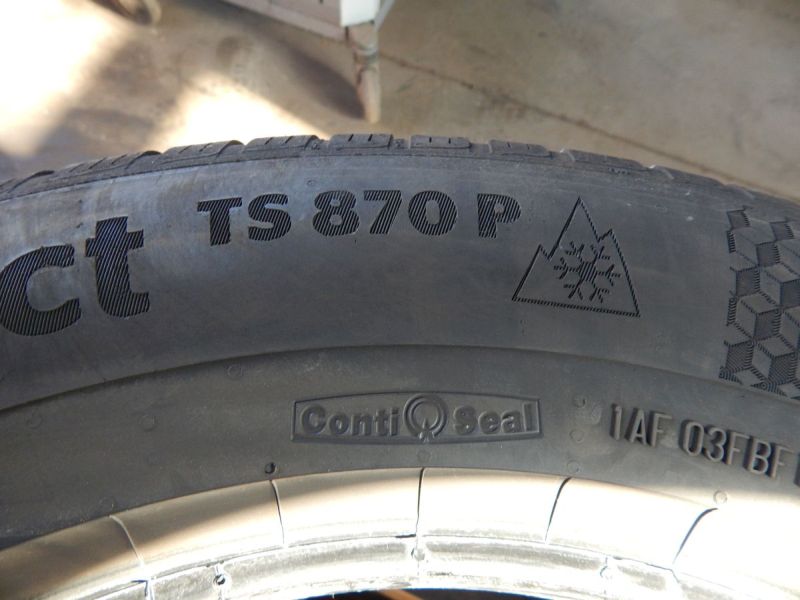 ct TS 870 P
Conti Seal
1AF 03FBF